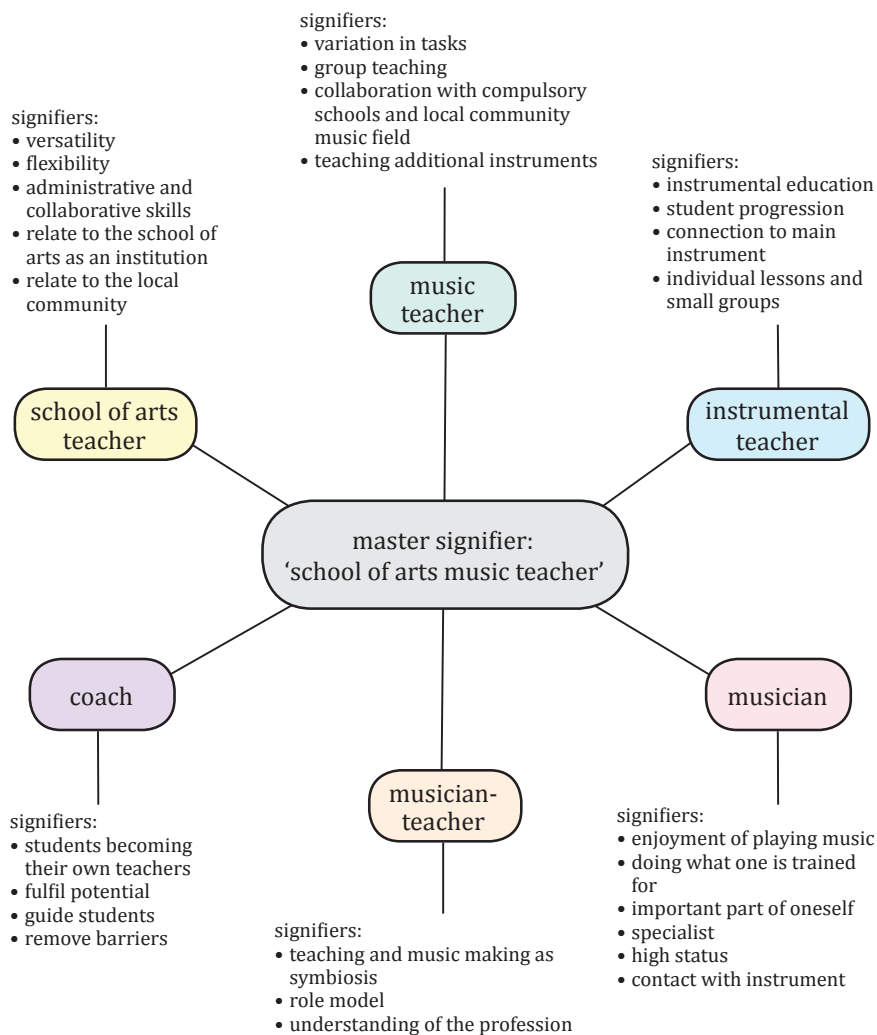 signifiers:
• variation in tasks
• group teaching
• collaboration with compulsory
schools and local community
music field
• teaching additional instruments
signifiers:
• versatility
• flexibility
• administrative and
collaborative skills
• relate to the school of
arts as an institution
• relate to the local
community
signifiers:
• instrumental education
• student progression
• connection to main
instrument
• individual lessons and
small groups
music
teacher
school of arts
teacher
instrumental
teacher
master signifier:
‘school of arts music teacher’
coach
musician
musician-
teacher
signifiers:
• students becoming
their own teachers
• fulfil potential
• guide students
• remove barriers
signifiers:
• teaching and music making as
symbiosis
• role model
• understanding of the profession
signifiers:
• enjoyment of playing music
• doing what one is trained
for
• important part of oneself
• specialist
• high status
• contact with instrument